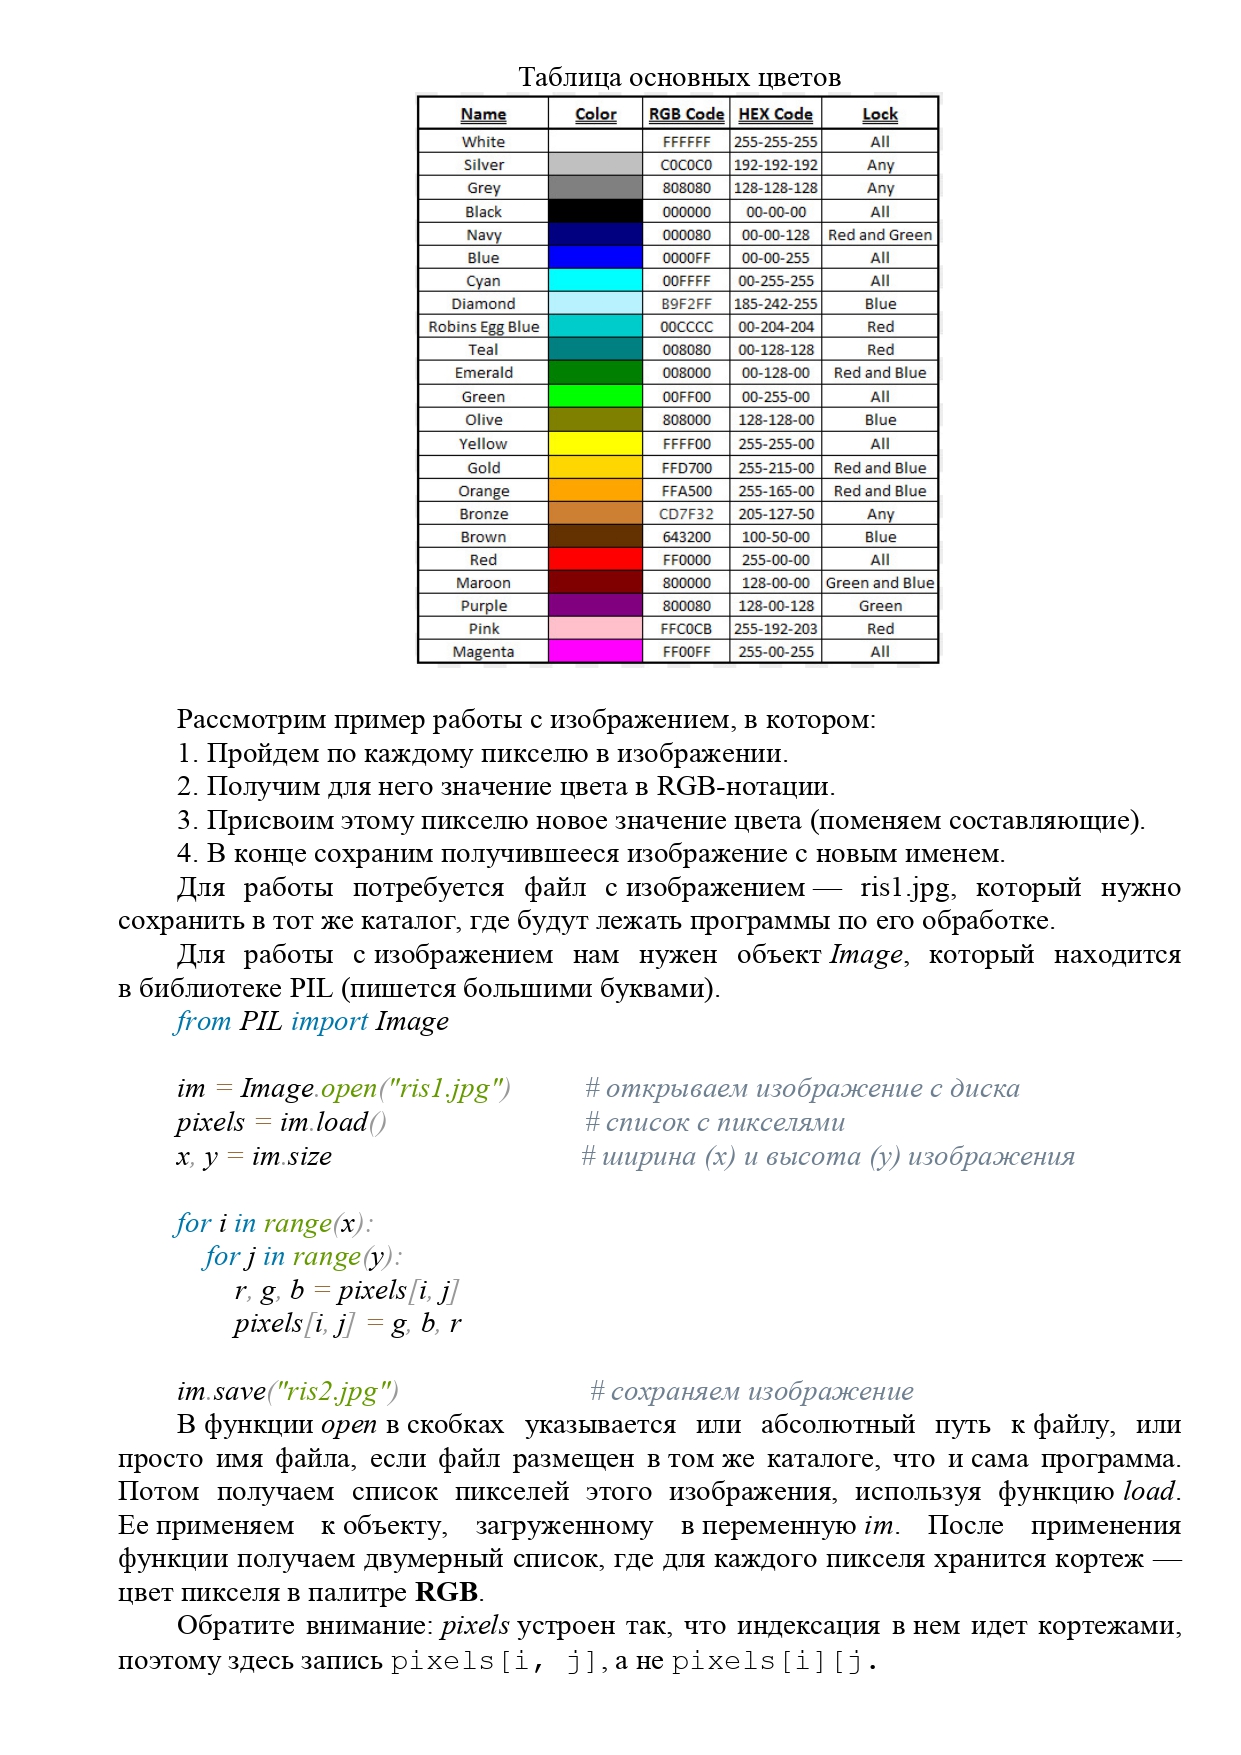 Таблица основных цветов
Name Color RGB Code HEX Code Lock
White FFFFFF 255-255-255 All
Silver C0C0C0 192-192-192 Any
Grey 808080 128-128-128 Any
Black 000000 00-00-00 All
Navy 000080 00-00-128 Red and Green
Blue 0000FF 00-00-255 All
Cyan 00FFFF 00-255-255 All
Diamond B9F2FF 185-242-255 Blue
Robins Egg Blue 00CCCC 00-204-204 Red
Teal 008080 00-128-128 Red
Emerald 008000 00-128-00 Red and Blue
Green 00FF00 00-255-00 All
Olive 808000 128-128-00 Blue
Yellow FFFF00 255-255-00 All
Gold FFD700 255-215-00 Red and Blue
Orange FFA500 255-165-00 Red and Blue
Bronze CD7F32 205-127-50 Any
Brown 643200 100-50-00 Blue
Red FF0000 255-00-00 All
Maroon 800000 128-00-00 Green and Blue
Purple 800080 128-00-128 Green
Pink FFC0CB 255-192-203 Red
Magenta FF00FF 255-00-255 All
Рассмотрим пример работы с изображением, в котором:
1. Пройдем по каждому пикселю в изображении.
2. Получим для него значение цвета в RGB-нотации.
3. Присвоим этому пикселю новое значение цвета (поменяем составляющие).
4. В конце сохраним получившееся изображение с новым именем.
Для работы потребуется файл с изображением — ris1.jpg, который нужно
сохранить в тот же каталог, где будут лежать программы по его обработке.
Для работы с изображением нам нужен объект Image, который находится
в библиотеке PIL (пишется большими буквами).
from PIL import Image
im = Image.open("ris1.jpg") # открываем изображение с диска
pixels = im.load() # список с пикселями
x, y = im.size # ширина (x) и высота (y) изображения
for i in range(x):
for j in range(y):
r, g, b = pixels[i, j]
pixels[i, j] = g, b, r
im.save("ris2.jpg") # сохраняем изображение
В функции open в скобках указывается или абсолютный путь к файлу, или
просто имя файла, если файл размещен в том же каталоге, что и сама программа.
Потом получаем список пикселей этого изображения, используя функцию load.
Ее применяем к объекту, загруженному в переменную im. После применения
функции получаем двумерный список, где для каждого пикселя хранится кортеж —
цвет пикселя в палитре RGB.
Обратите внимание: pixels устроен так, что индексация в нем идет кортежами,
поэтому здесь запись pixels[i, j], а не pixels[i][j.